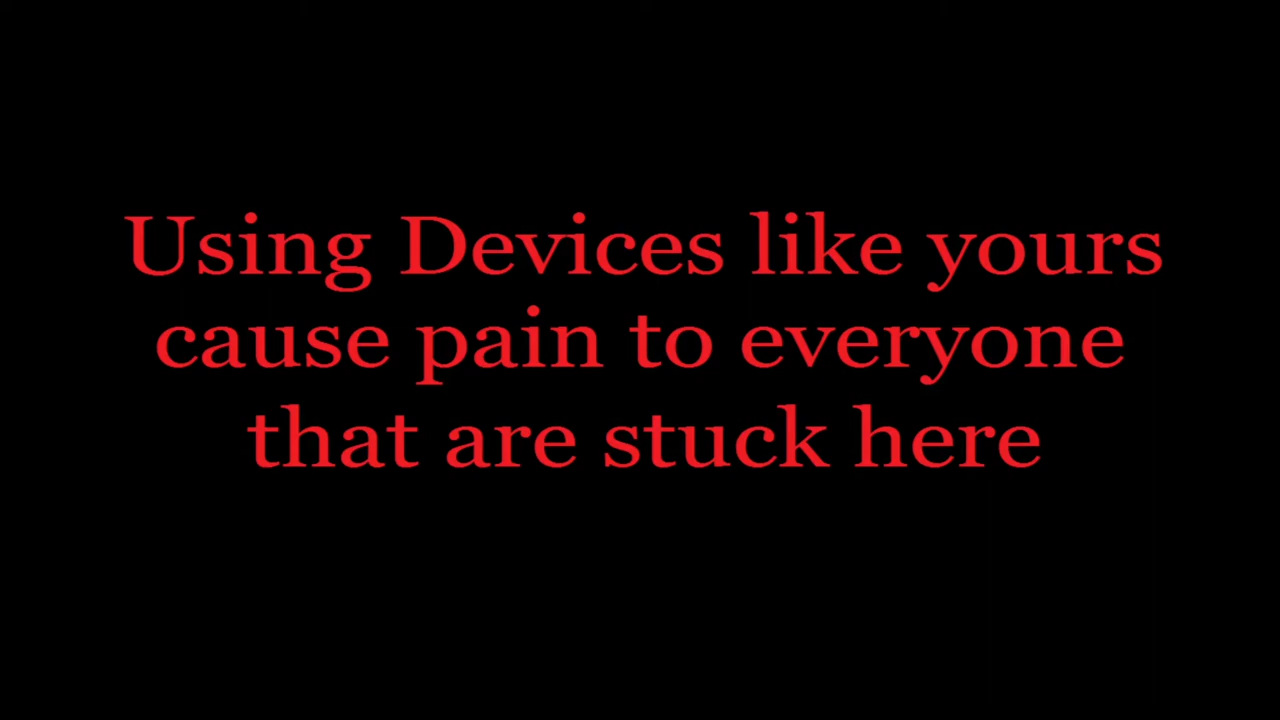 Using Devices like yours
cause pain to everyone
that are stuck here